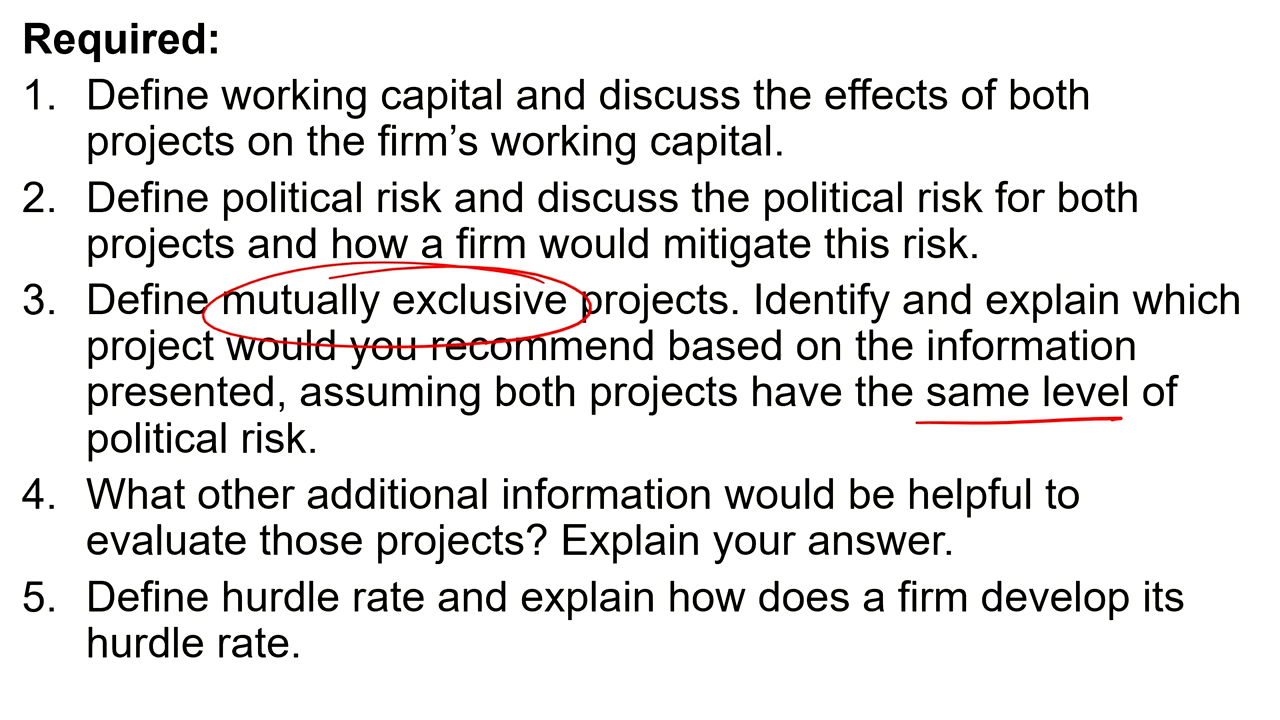 Required:
1. Define working capital and discuss the effects of both
projects on the firm’s working capital.
2. Define political risk and discuss the political risk for both
projects and how a firm would mitigate this risk.
3. Define mutually exclusive projects. Identify and explain which
project would you recommend based on the information
presented, assuming both projects have the same level of
political risk.
4. What other additional information would be helpful to
evaluate those projects? Explain your answer.
5. Define hurdle rate and explain how does a firm develop its
hurdle rate.